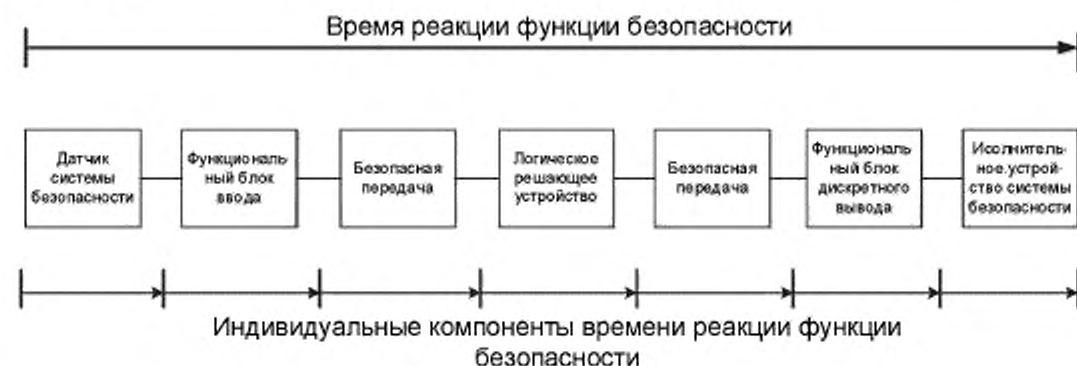 Время реакции функции безопасности
Датчик
системы
безопасности
Функциональ-
ный блок
ввода
Безопасная
передача
Логическое
решающее
устройство
Безопасная
передача
Функциональ
ный блок
дискретного
вывода
Исолнитель-
ное.устрой-
ство системы
безопасности
Индивидуальные компоненты времени реакции функции
безопасности